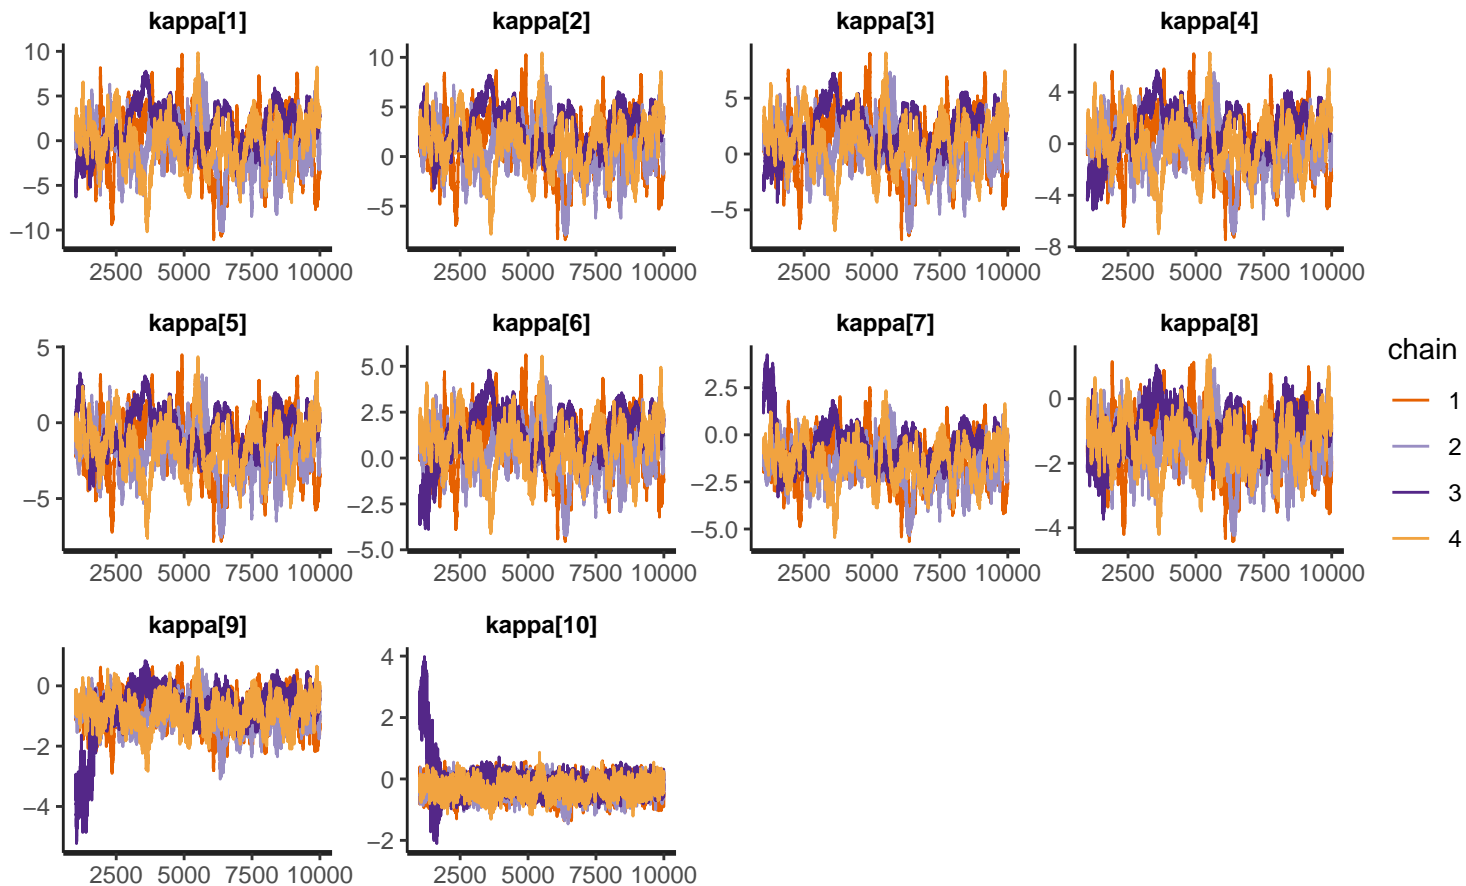 kappa[1] kappa[2] kappa[3] kappa[4]
10 5 0 −5 −10
10 5 0 −5
5 0 −5
4 0 −4 −8
2500 5000 7500 10000 2500 5000 7500 10000 2500 5000 7500 10000 2500 5000 7500 10000
kappa[5] kappa[6] kappa[7] kappa[8]
5 0 −5
5.0 2.5 0.0 −2.5 −5.0
2.5 0.0 −2.5 −5.0
0 −2 −4
2500 5000 7500 10000 2500 5000 7500 10000 2500 5000 7500 10000 2500 5000 7500 10000
kappa[9] kappa[10]
0 −2 −4
4 2 0 −2
2500 5000 7500 10000 2500 5000 7500 10000
chain
1
2
3
4